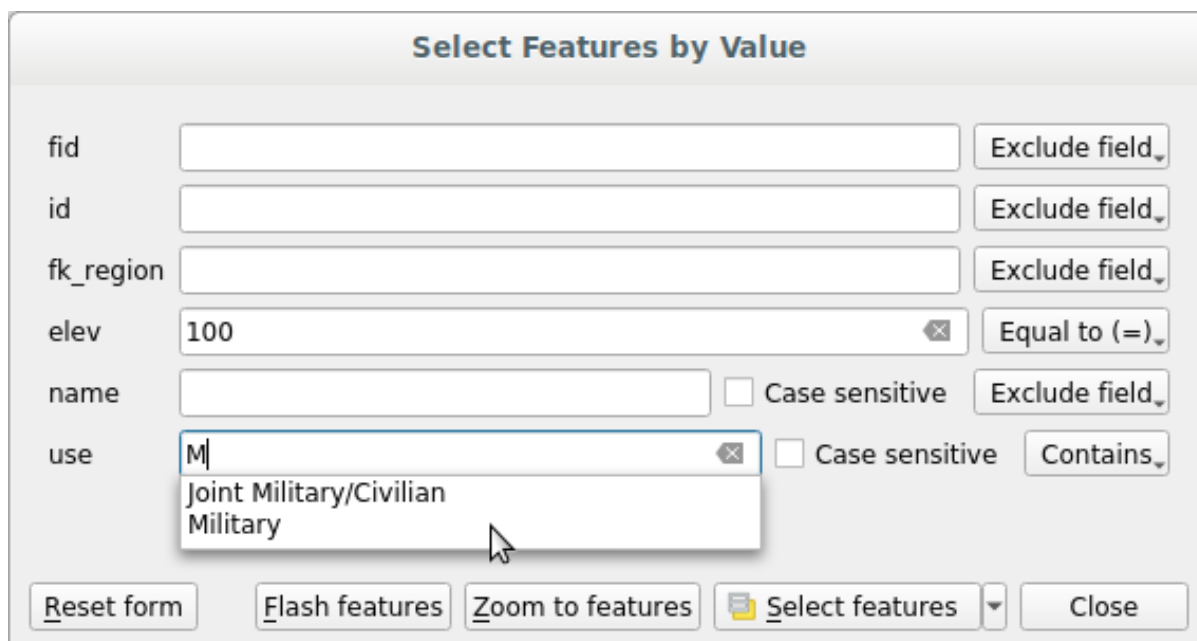 Select Features by Value
fid Exclude field
id Exclude field
fk_region Exclude field
elev 100 Equal to (=)
name Case sensitive Exclude field
use M Case sensitive Contains
Joint Military/Civilian
Military
Reset form Flash features Zoom to features Select features Close